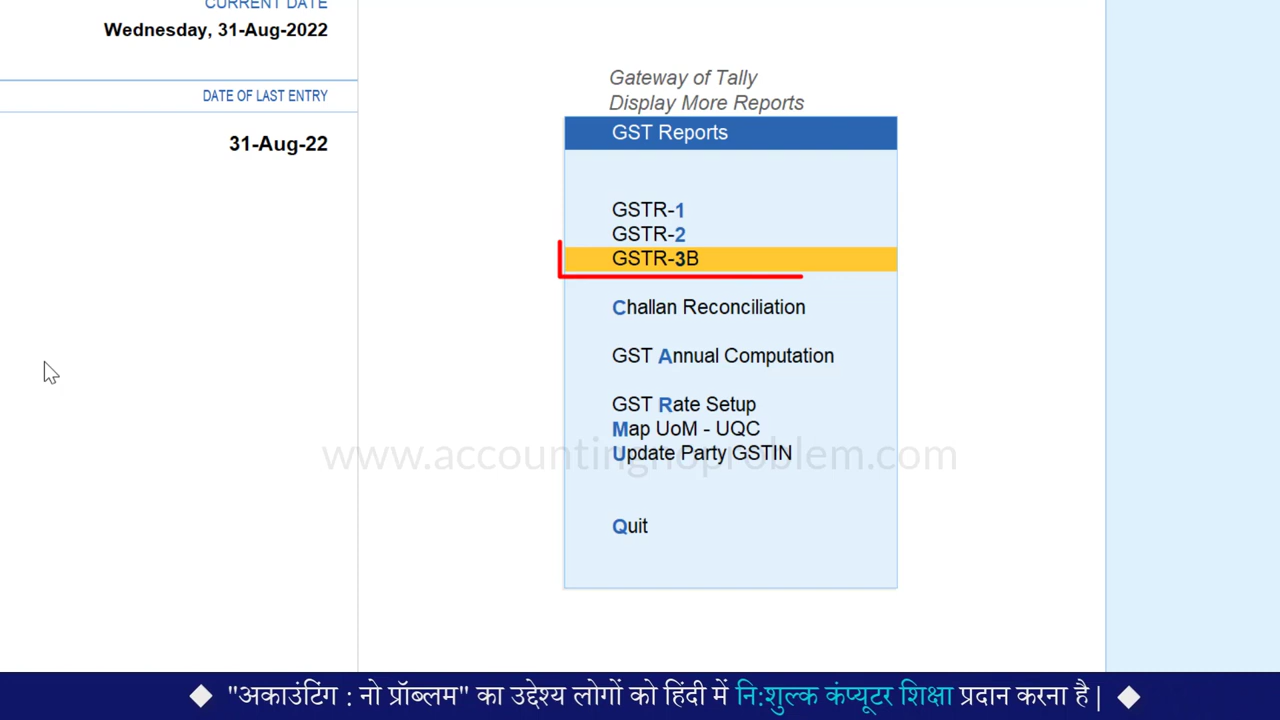 CURRENT DATE
Wednesday, 31-Aug-2022
DATE OF LAST ENTRY
31-Aug-22
Gateway of Tally
Display More Reports
GST Reports
GSTR-1
GSTR-2
GSTR-3B
Challan Reconciliation
GST Annual Computation
GST Rate Setup
Map UoM - UQC
Update Party GSTIN
www.accountingnoproblem.com
Quit
"अकाउंटिंग : नो प्रॉब्लम" का उद्देश्य लोगों को हिंदी में नि:शुल्क कंप्यूटर शिक्षा प्रदान करना है |